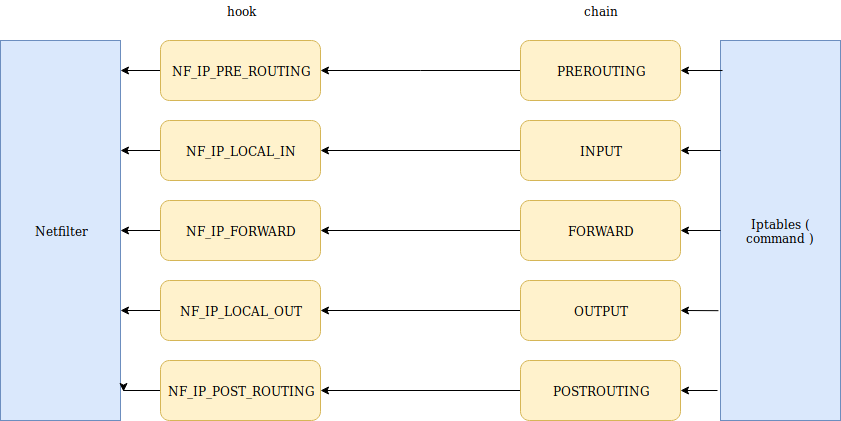 hook
chain
NF_IP_PRE_ROUTING
PREROUTING
NF_IP_LOCAL_IN
INPUT
Netfilter
NF_IP_FORWARD
FORWARD
Iptables (
command )
NF_IP_LOCAL_OUT
OUTPUT
NF_IP_POST_ROUTING
POSTROUTING